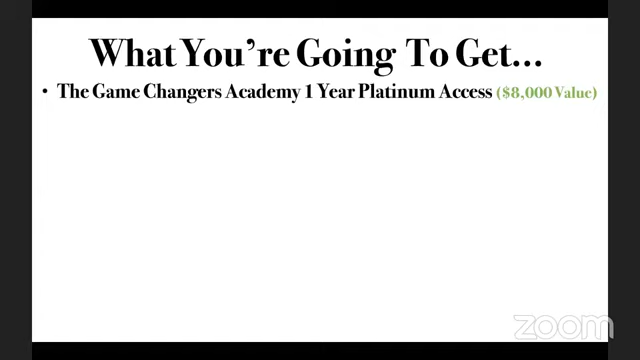 What You're Going To Get...
• The Game Changers Academy 1 Year Platinum Access ($8,000 Value)
zoom